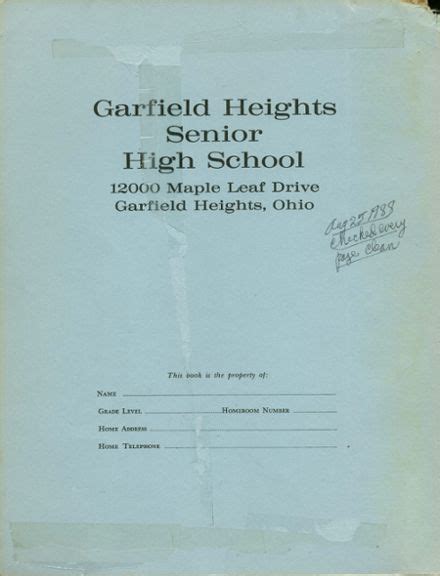 Garfield Heights
Senior
High School
12000 Maple Leaf Drive
Garfield Heights, Ohio
Aug 25 1989
Checked every
page
This book is the property of:
Name
Grade Level Homeroom Number
Home Address
Home Telephone